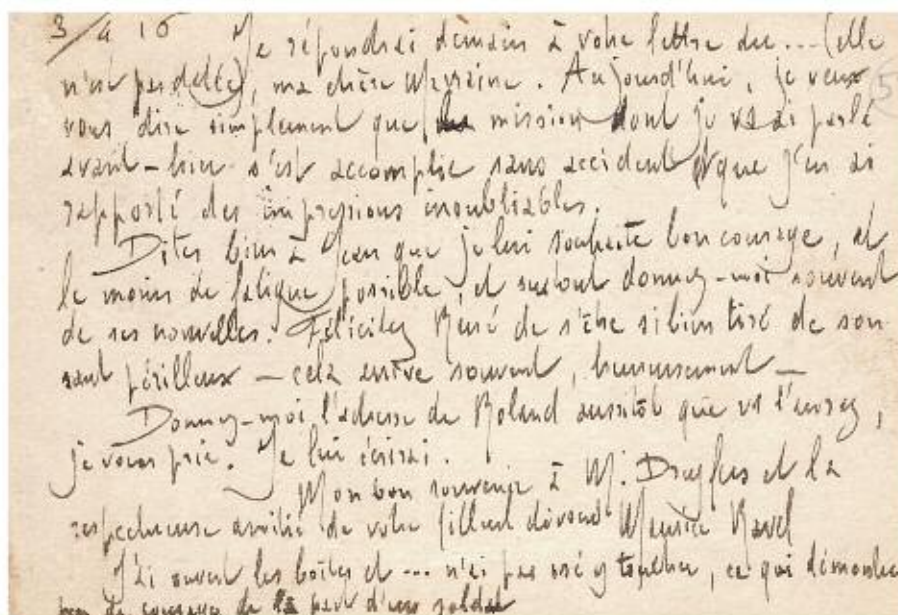 3/4 16 Je répondrai demain à votre lettre du... (elle
n'est pas datée), ma chère Marraine. Aujourd'hui, je veux
vous dire simplement que la mission dont je vs ai parlé
avant-hier s'est accomplie sans accident et que j'en ai
rapporté des impressions inoubliables.
Dites bien à Jean que je lui souhaite bon courage, et
le moins de fatigue possible, et surtout donnez-moi souvent
de ses nouvelles. Félicitez René de s'être si bien tiré de son
saut périlleux — cela arrive souvent, heureusement —
Donnez-moi l'adresse de Roland aussitôt que vs l'aurez,
je vous prie. Je lui écrirai.
Mon bon souvenir à M. Dreyfus et la
respectueuse amitié de votre filleul dévoué Maurice Ravel
J'ai ouvert les boîtes et ... n'ai pas osé y toucher, ce qui démontre
peu de courage de la part d'un soldat
5